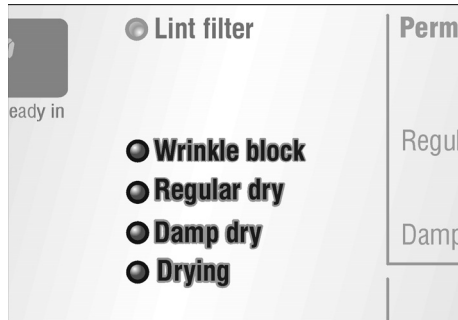 Lint filter
Perm
eady in
Wrinkle block
Regul
Regular dry
Damp dry
Damp
Drying